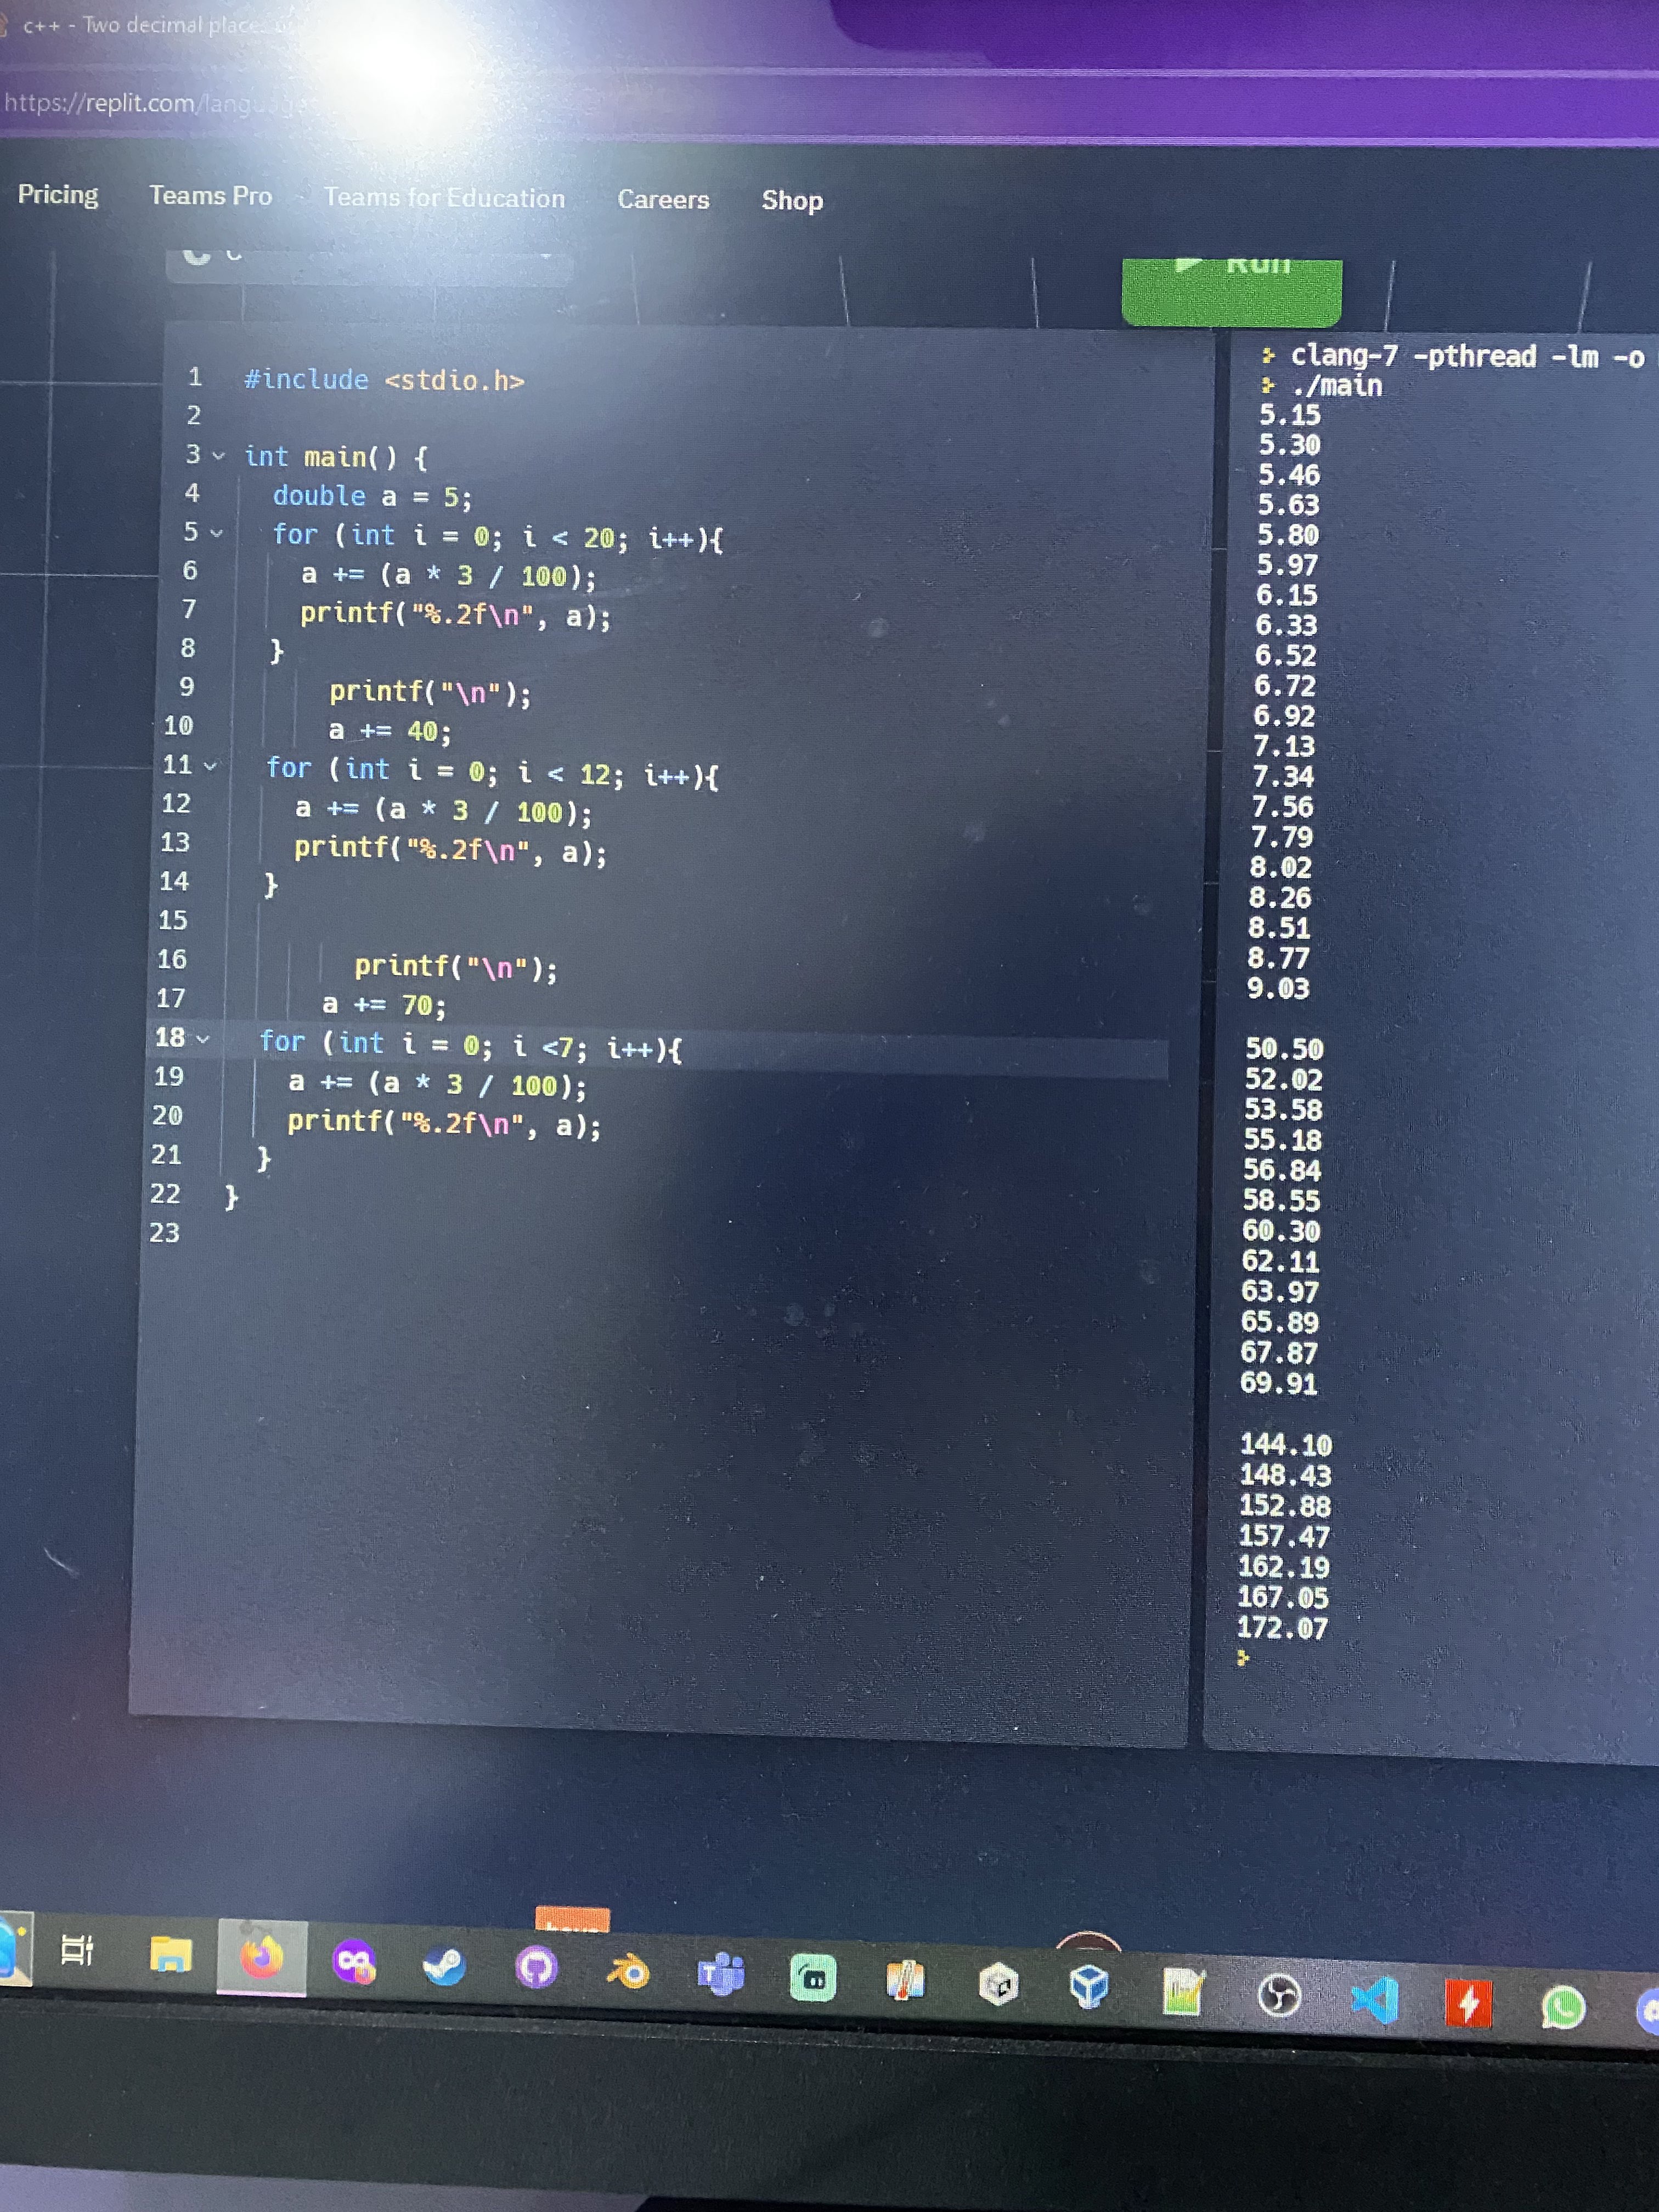 c++ - Two decimal place
https://replit.com/language
Pricing Teams Pro Teams for Education Careers Shop
Run
1 #include <stdio.h>
2
3 int main() {
4 double a = 5;
5 for (int i = 0; i < 20; i++){
6 a += (a * 3 / 100);
7 printf("%.2f\n", a);
8 }
9 printf("\n");
10 a += 40;
11 for (int i = 0; i < 12; i++){
12 a += (a * 3 / 100);
13 printf("%.2f\n", a);
14 }
15
16 printf("\n");
17 a += 70;
18 for (int i = 0; i <7; i++){
19 a += (a * 3 / 100);
20 printf("%.2f\n", a);
21 }
22 }
23
clang-7 -pthread -lm -o
./main
5.15
5.30
5.46
5.63
5.80
5.97
6.15
6.33
6.52
6.72
6.92
7.13
7.34
7.56
7.79
8.02
8.26
8.51
8.77
9.03
50.50
52.02
53.58
55.18
56.84
58.55
60.30
62.11
63.97
65.89
67.87
69.91
144.10
148.43
152.88
157.47
162.19
167.05
172.07